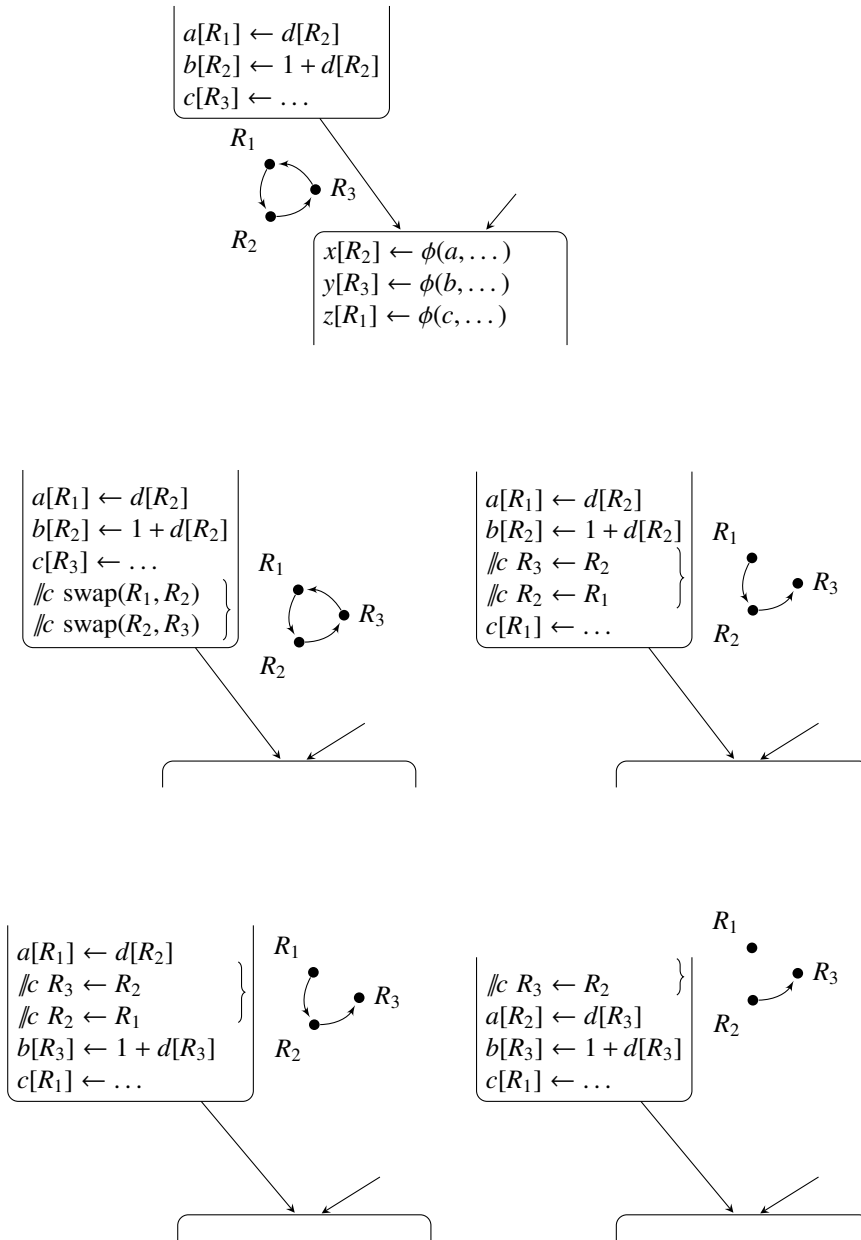 a[R₁] ← d[R₂]
b[R₂] ← 1 + d[R₂]
c[R₃] ← . . .
R₁
R₃
R₂
x[R₂] ← ϕ(a, . . . )
y[R₃] ← ϕ(b, . . . )
z[R₁] ← ϕ(c, . . . )
a[R₁] ← d[R₂]
b[R₂] ← 1 + d[R₂]
c[R₃] ← . . .
//c swap(R₁, R₂)
//c swap(R₂, R₃)
R₁
R₃
R₂
a[R₁] ← d[R₂]
b[R₂] ← 1 + d[R₂]
//c R₃ ← R₂
//c R₂ ← R₁
c[R₁] ← . . .
R₁
R₃
R₂
a[R₁] ← d[R₂]
//c R₃ ← R₂
//c R₂ ← R₁
b[R₃] ← 1 + d[R₃]
c[R₁] ← . . .
R₁
R₃
R₂
//c R₃ ← R₂
a[R₂] ← d[R₃]
b[R₃] ← 1 + d[R₃]
c[R₁] ← . . .
R₁
R₃
R₂